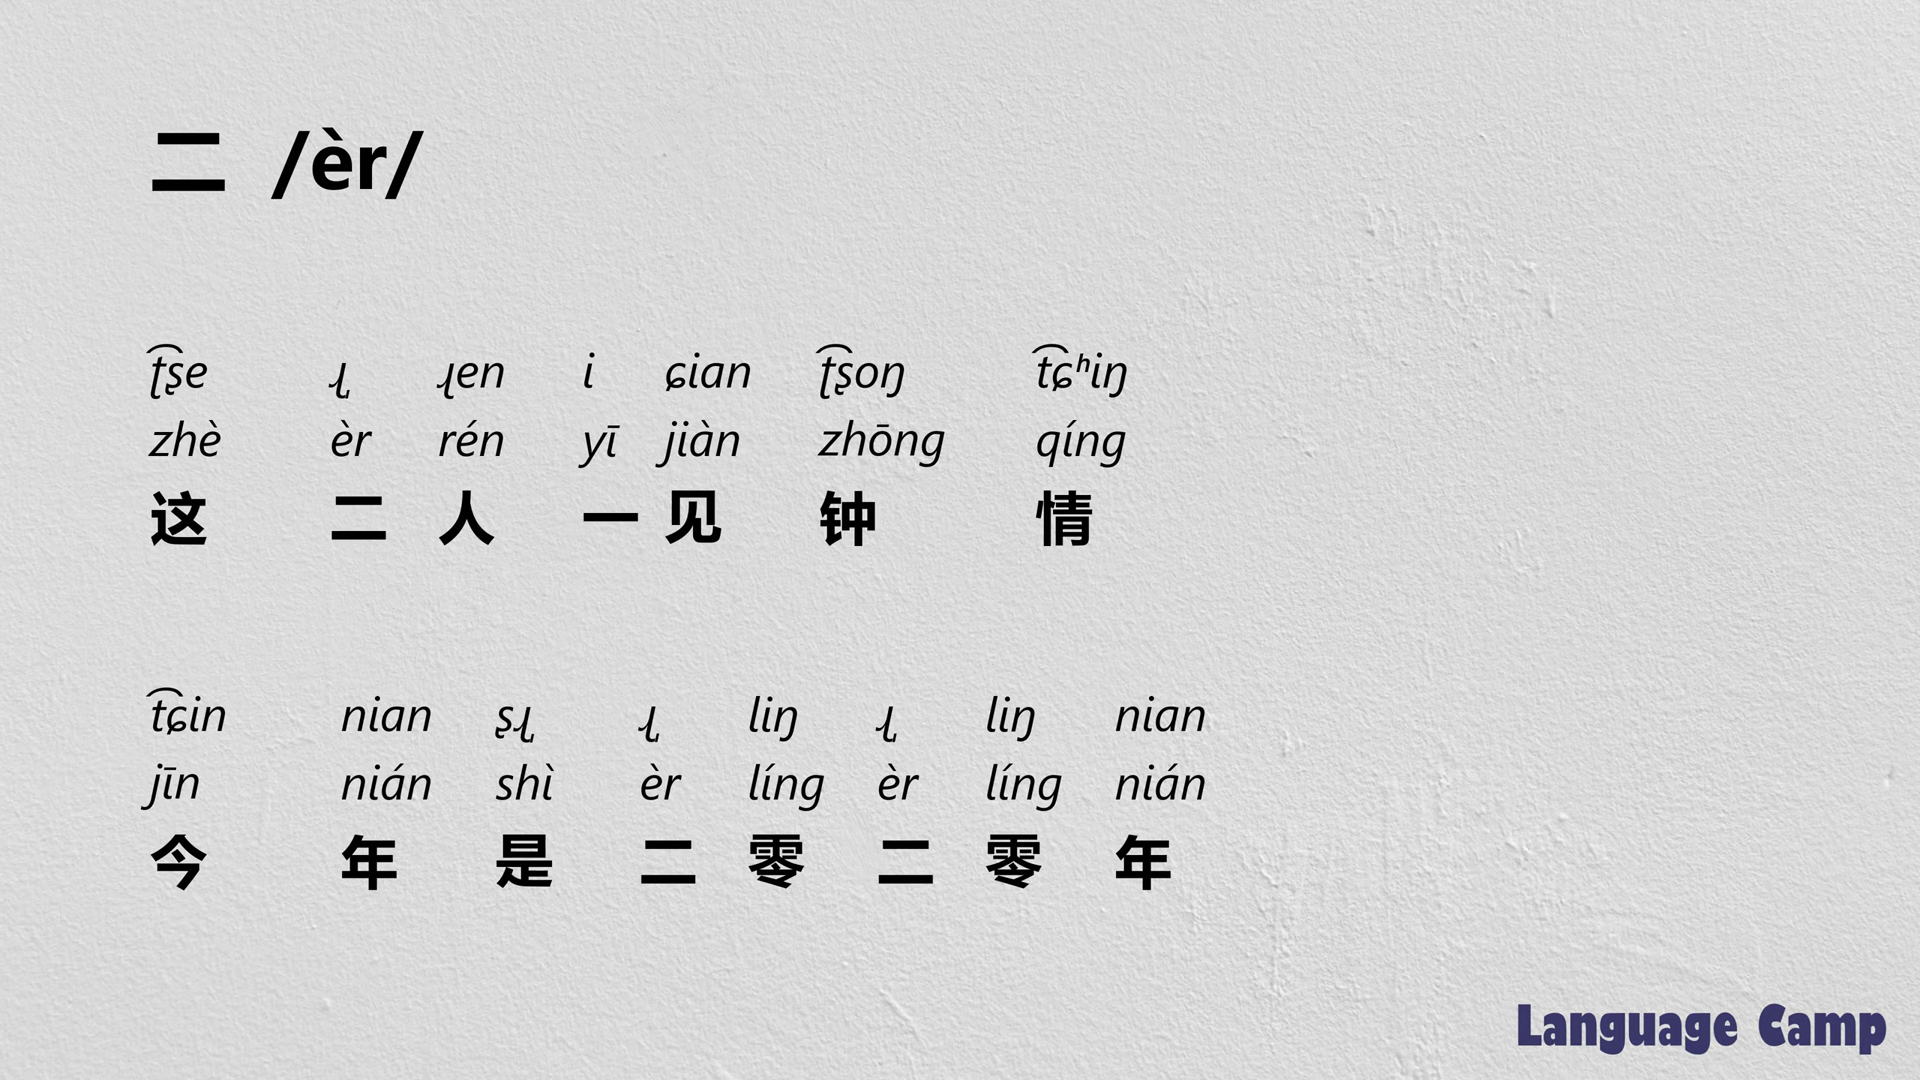 二 /èr/
ʈ͡ʂe ɻ̩ ɻen i ɕian ʈ͡ʂoŋ t͡ɕʰiŋ
zhè èr rén yī jiàn zhōng qíng
这 二 人 一 见 钟 情
t͡ɕin nian ʂɻ̩ ɻ̩ liŋ ɻ̩ liŋ nian
jīn nián shì èr líng èr líng nián
今 年 是 二 零 二 零 年
Language Camp